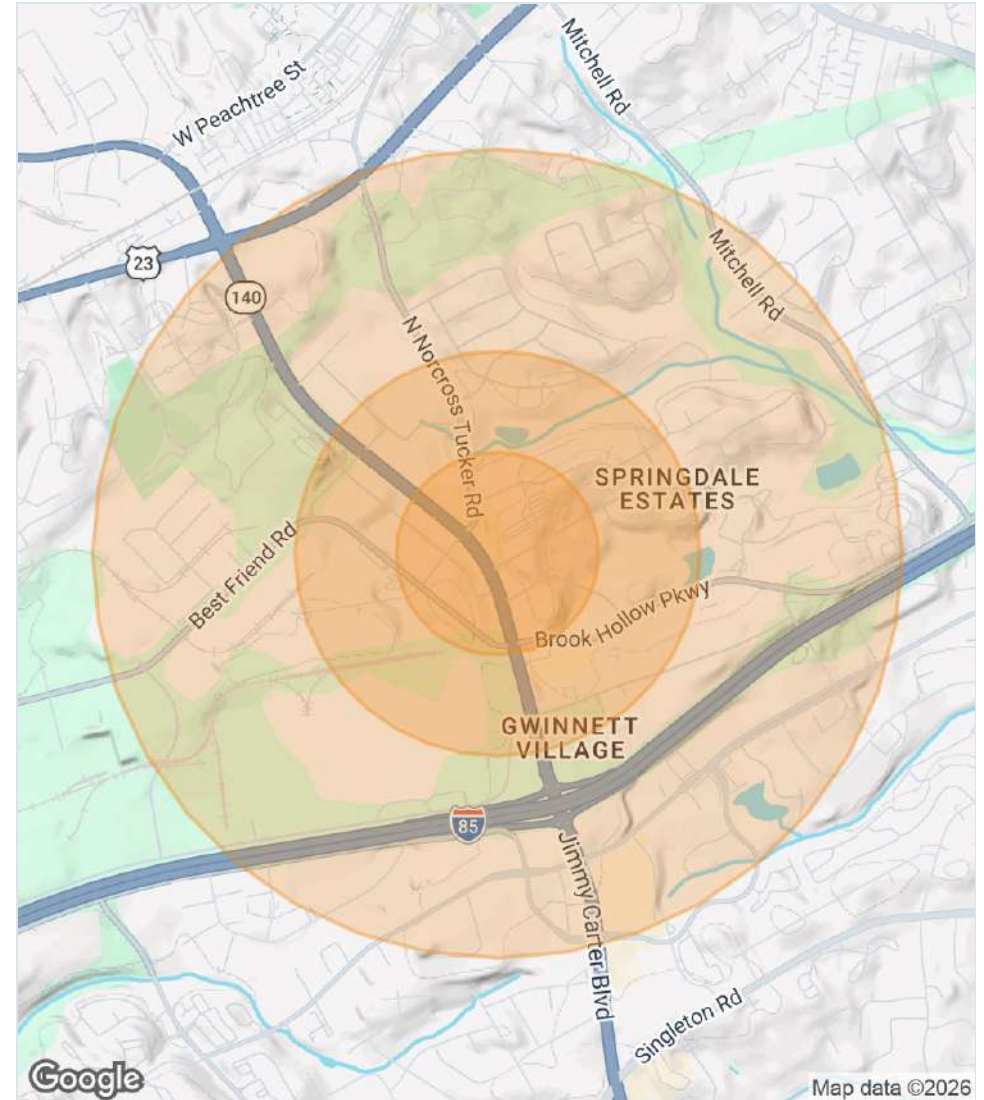 Mitchell Rd
W Peachtree St
23
140
Mitchell Rd
N Norcross Tucker Rd
SPRINGDALE
ESTATES
Best Friend Rd
Brook Hollow Pkwy
GWINNETT
VILLAGE
85
Jimmy Carter Blvd
Singleton Rd
Google
Map data ©2026